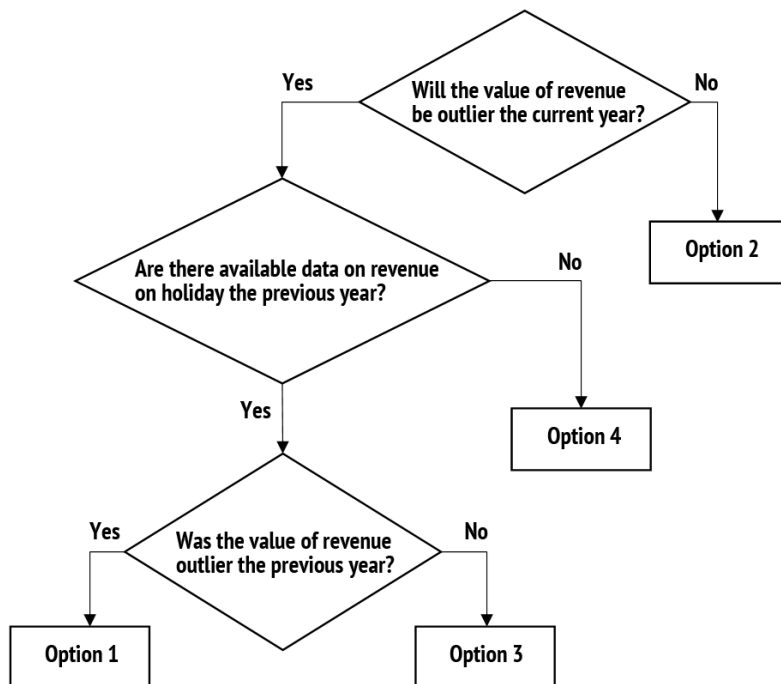 Yes
Will the value of revenue
be outlier the current year?
No
Option 2
Are there available data on revenue
on holiday the previous year?
No
Yes
Option 4
Yes
Was the value of revenue
outlier the previous year?
No
Option 1
Option 3